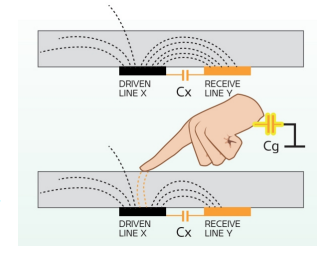 DRIVEN
LINE X
Cx
RECEIVE
LINE Y
Cg
DRIVEN
LINE X
Cx
RECEIVE
LINE Y